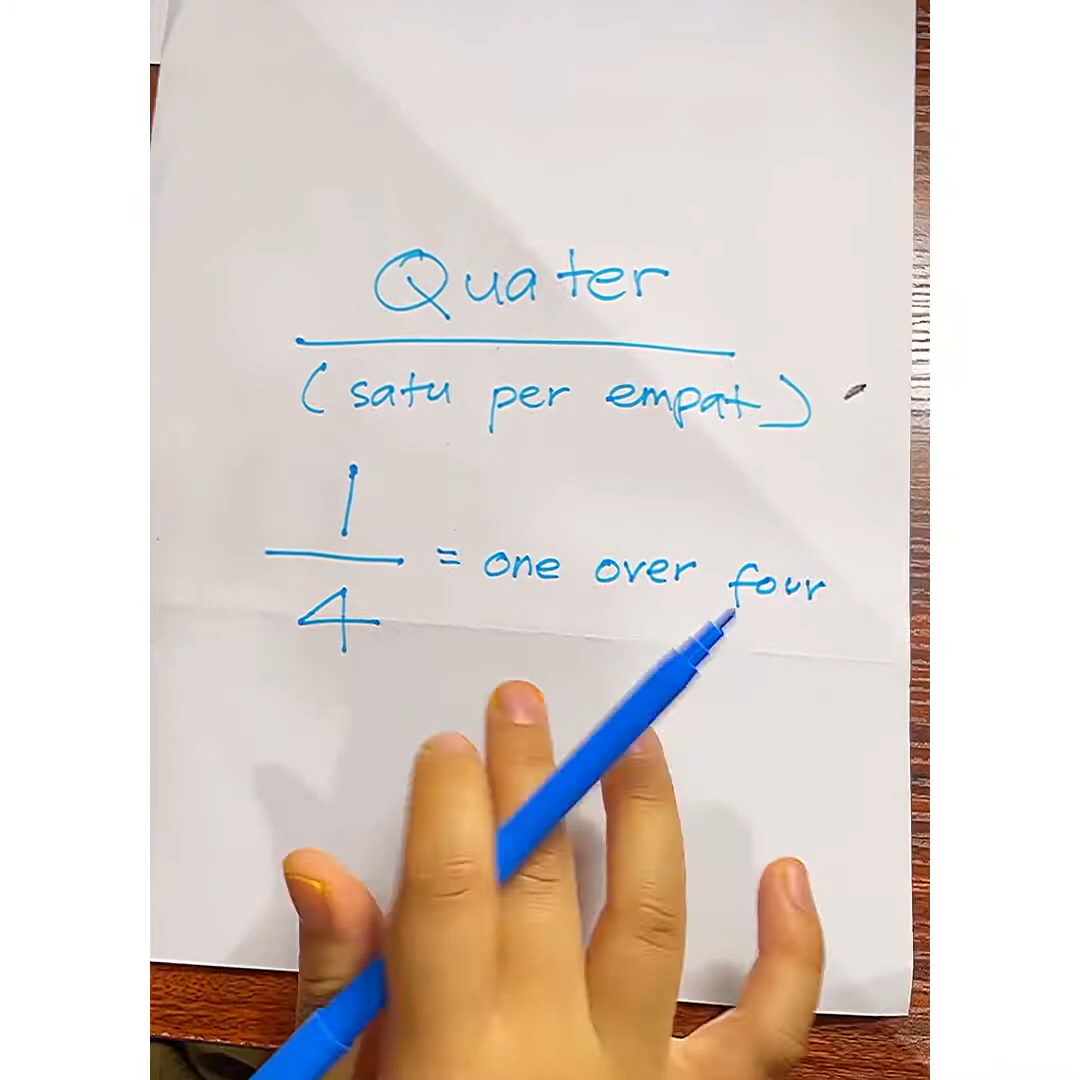 Quater
(satu per empat)
1
4
= one over four